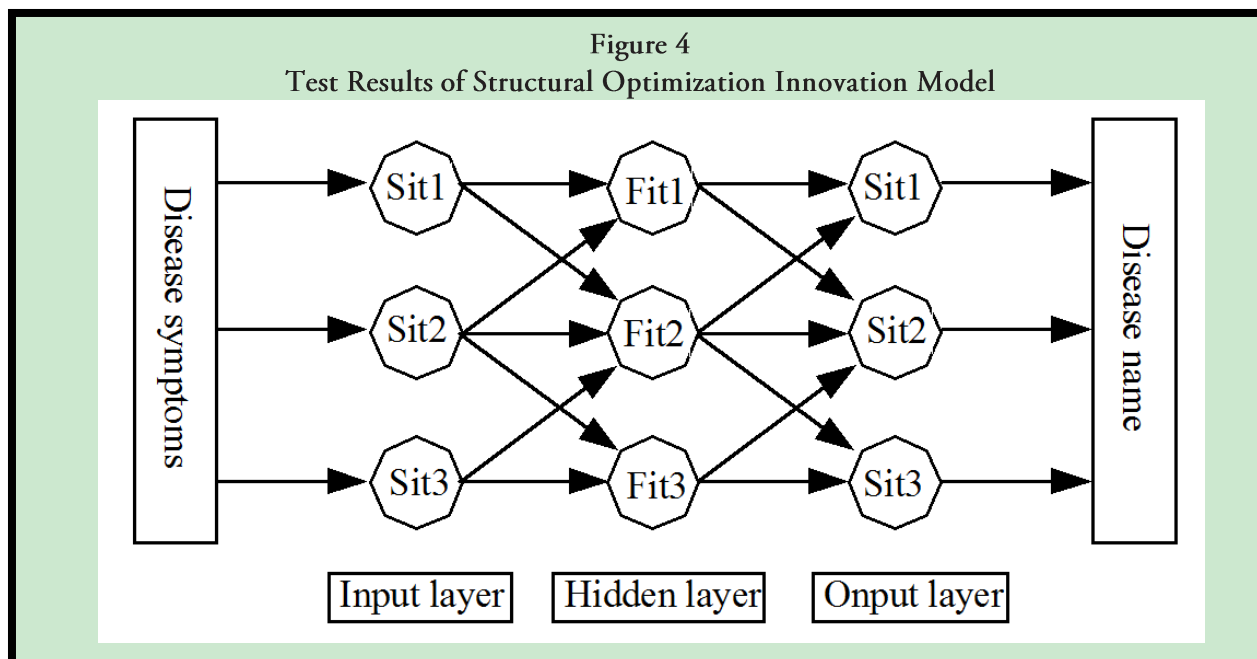 Figure 4
Test Results of Structural Optimization Innovation Model
Disease symptoms
Sit1
Fit1
Sit1
Sit2
Fit2
Sit2
Sit3
Fit3
Sit3
Disease name
Input layer
Hidden layer
Onput layer